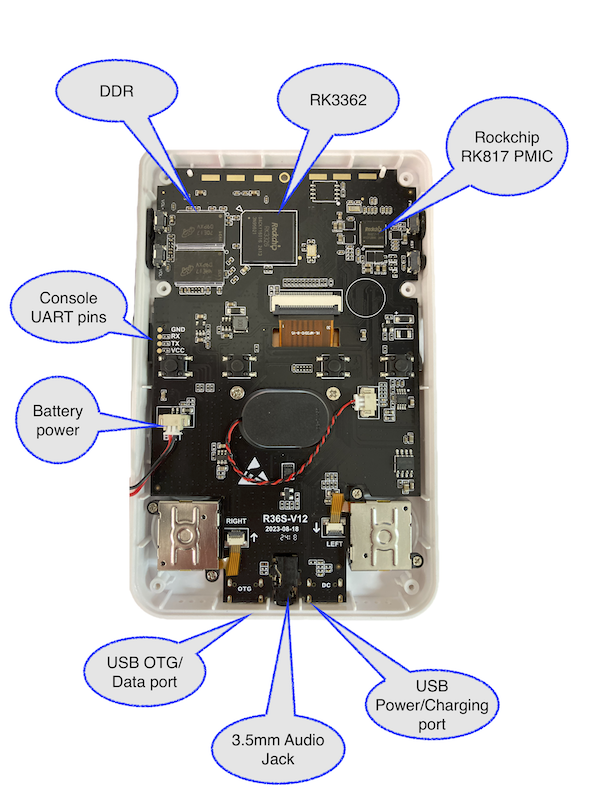 DDR
RK3362
Rockchip
RK817 PMIC
Rockchip
Console
UART pins
GND
RX
TX
VCC
Battery
power
R36S-V12
2023-08-18
RIGHT
LEFT
OTG
DC
USB OTG/
Data port
USB
Power/Charging
port
3.5mm Audio
Jack